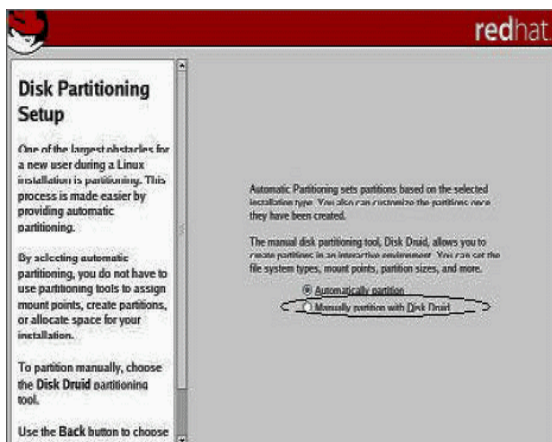 redhat.
Disk Partitioning
Setup
One of the largest obstacles for
a new user during a Linux
installation is partitioning. This
process is made easier by
providing automatic
partitioning.
By selecting automatic
partitioning, you do not have to
use partitioning tools to assign
mount points, create partitions,
or allocate space for your
installation.
To partition manually, choose
the Disk Druid partitioning
tool.
Use the Back button to choose
Automatic Partitioning sets partitions based on the selected
installation type. You also can customize the partitions once
they have been created.
The manual disk partitioning tool, Disk Druid, allows you to
create partitions in an interactive environment. You can set the
file system types, mount points, partition sizes, and more.
Automatically partition
Manually partition with Disk Druid